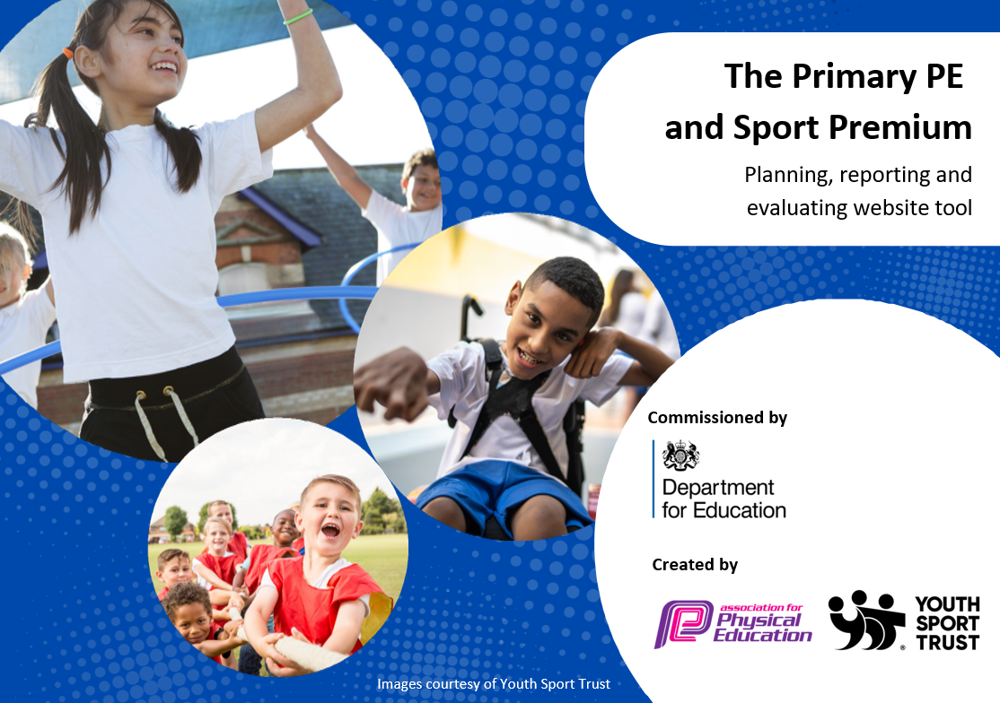 The Primary PE
and Sport Premium
Planning, reporting and
evaluating website tool
Commissioned by
Department
for Education
Created by
association for
Physical
Education
YOUTH
SPORT
TRUST
®
Images courtesy of Youth Sport Trust